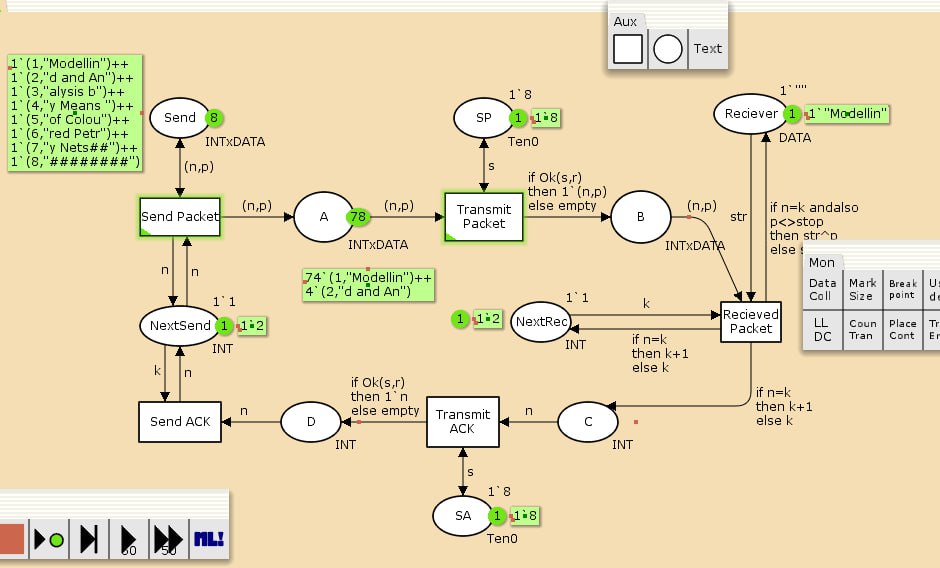 Aux
Text
1`(1,"Modellin")++
1`(2,"d and An")++
1`(3,"alysis b")++
1`(4,"y Means ")++
1`(5,"of Colou")++
1`(6,"red Petr")++
1`(7,"y Nets##")++
1`(8,"########")
Send
8
INTxDATA
(n,p)
1`8
SP
1
1`8
Ten0
s
1`""
Reciever
1
1`"Modellin"
DATA
Send Packet
(n,p)
A
78
(n,p)
INTxDATA
Transmit
Packet
if Ok(s,r)
then 1`(n,p)
else empty
B
(n,p)
INTxDATA
str
if n=k andalso
p<>stop
then str^p
else
74`(1,"Modellin")++
4`(2,"d and An")
n
n
1`1
NextSend
1
1`2
INT
1
1`2
1`1
NextRec
INT
k
if n=k
then k+1
else k
Recieved
Packet
Mon
Data
Coll
Mark
Size
Break
point
LL
DC
Coun
Tran
Place
Cont
k
n
Send ACK
n
D
INT
if Ok(s,r)
then 1`n
else empty
Transmit
ACK
n
C
INT
if n=k
then k+1
else k
s
1`8
SA
1
1`8
Ten0
50
ML!